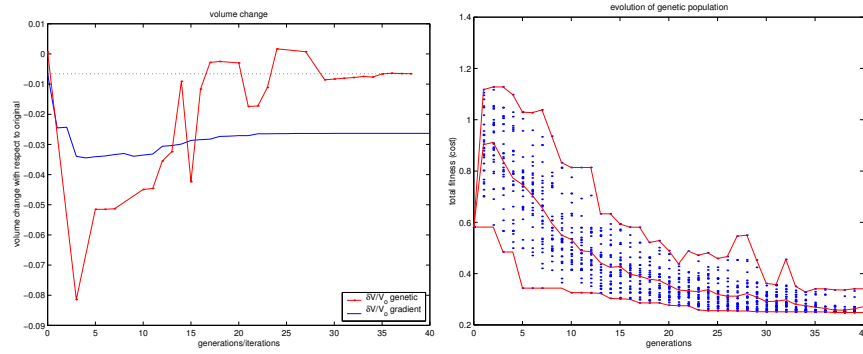 volume change
0.01
0
−0.01
−0.02
−0.03
−0.04
−0.05
−0.06
−0.07
−0.08
−0.09
volume change with respect to original
0 5 10 15 20 25 30 35 40
generations/iterations
δV/V₀ genetic
δV/V₀ gradient
evolution of genetic population
1.4
1.2
1
0.8
0.6
0.4
0.2
total fitness (cost)
0 5 10 15 20 25 30 35 40
generations